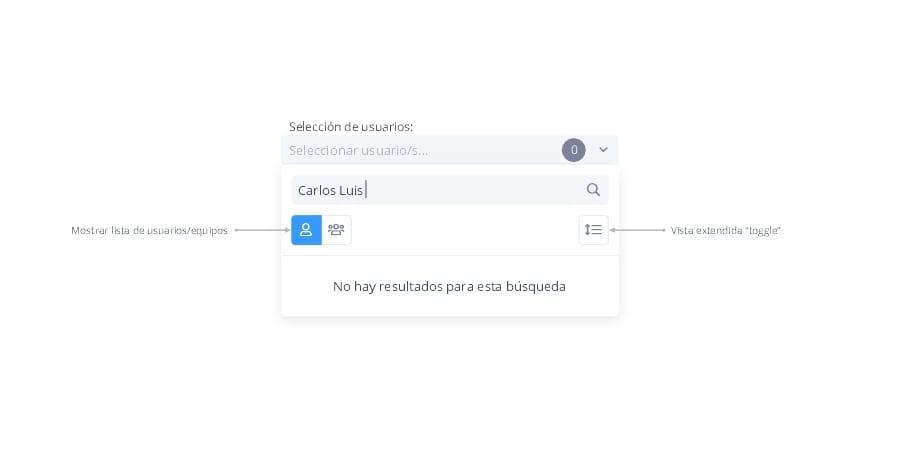 Selección de usuarios:
Seleccionar usuario/s...
0
Carlos Luis
Mostrar lista de usuarios/equipos
Vista extendida "toggle"
No hay resultados para esta búsqueda